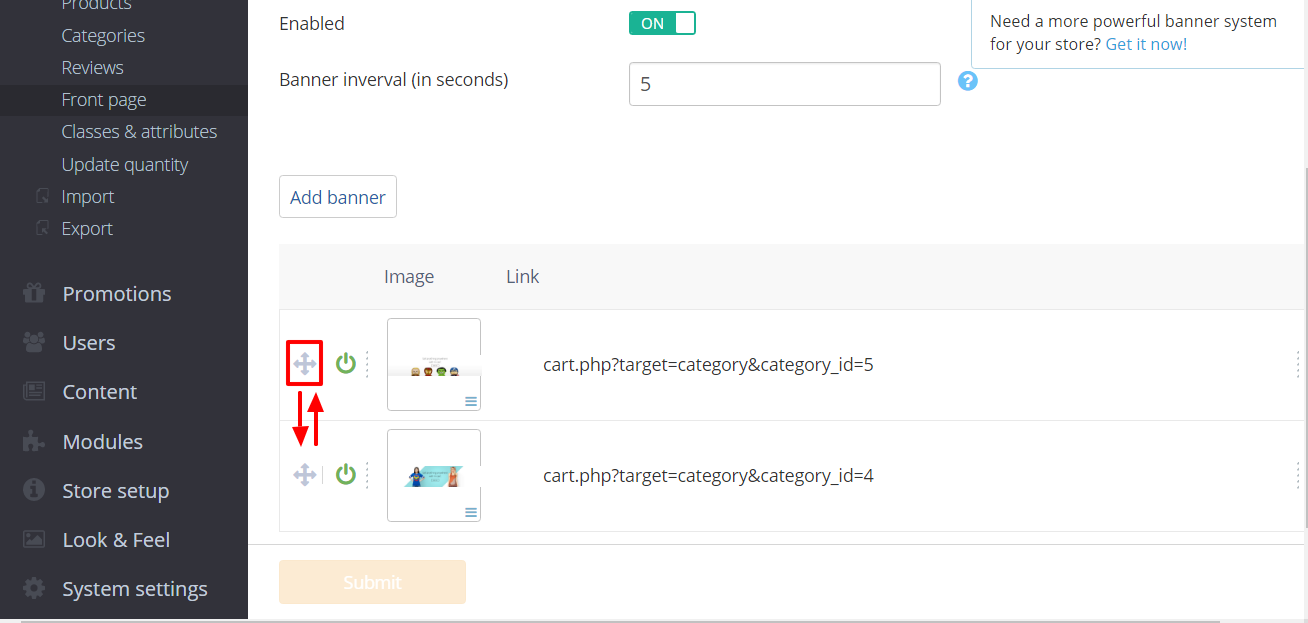 Products
Categories
Reviews
Front page
Classes & attributes
Update quantity
Import
Export
Promotions
Users
Content
Modules
Store setup
Look & Feel
System settings
Enabled
ON
Banner inverval (in seconds)
5
?
Need a more powerful banner system
for your store? Get it now!
Add banner
Image Link
cart.php?target=category&category_id=5
cart.php?target=category&category_id=4
Submit